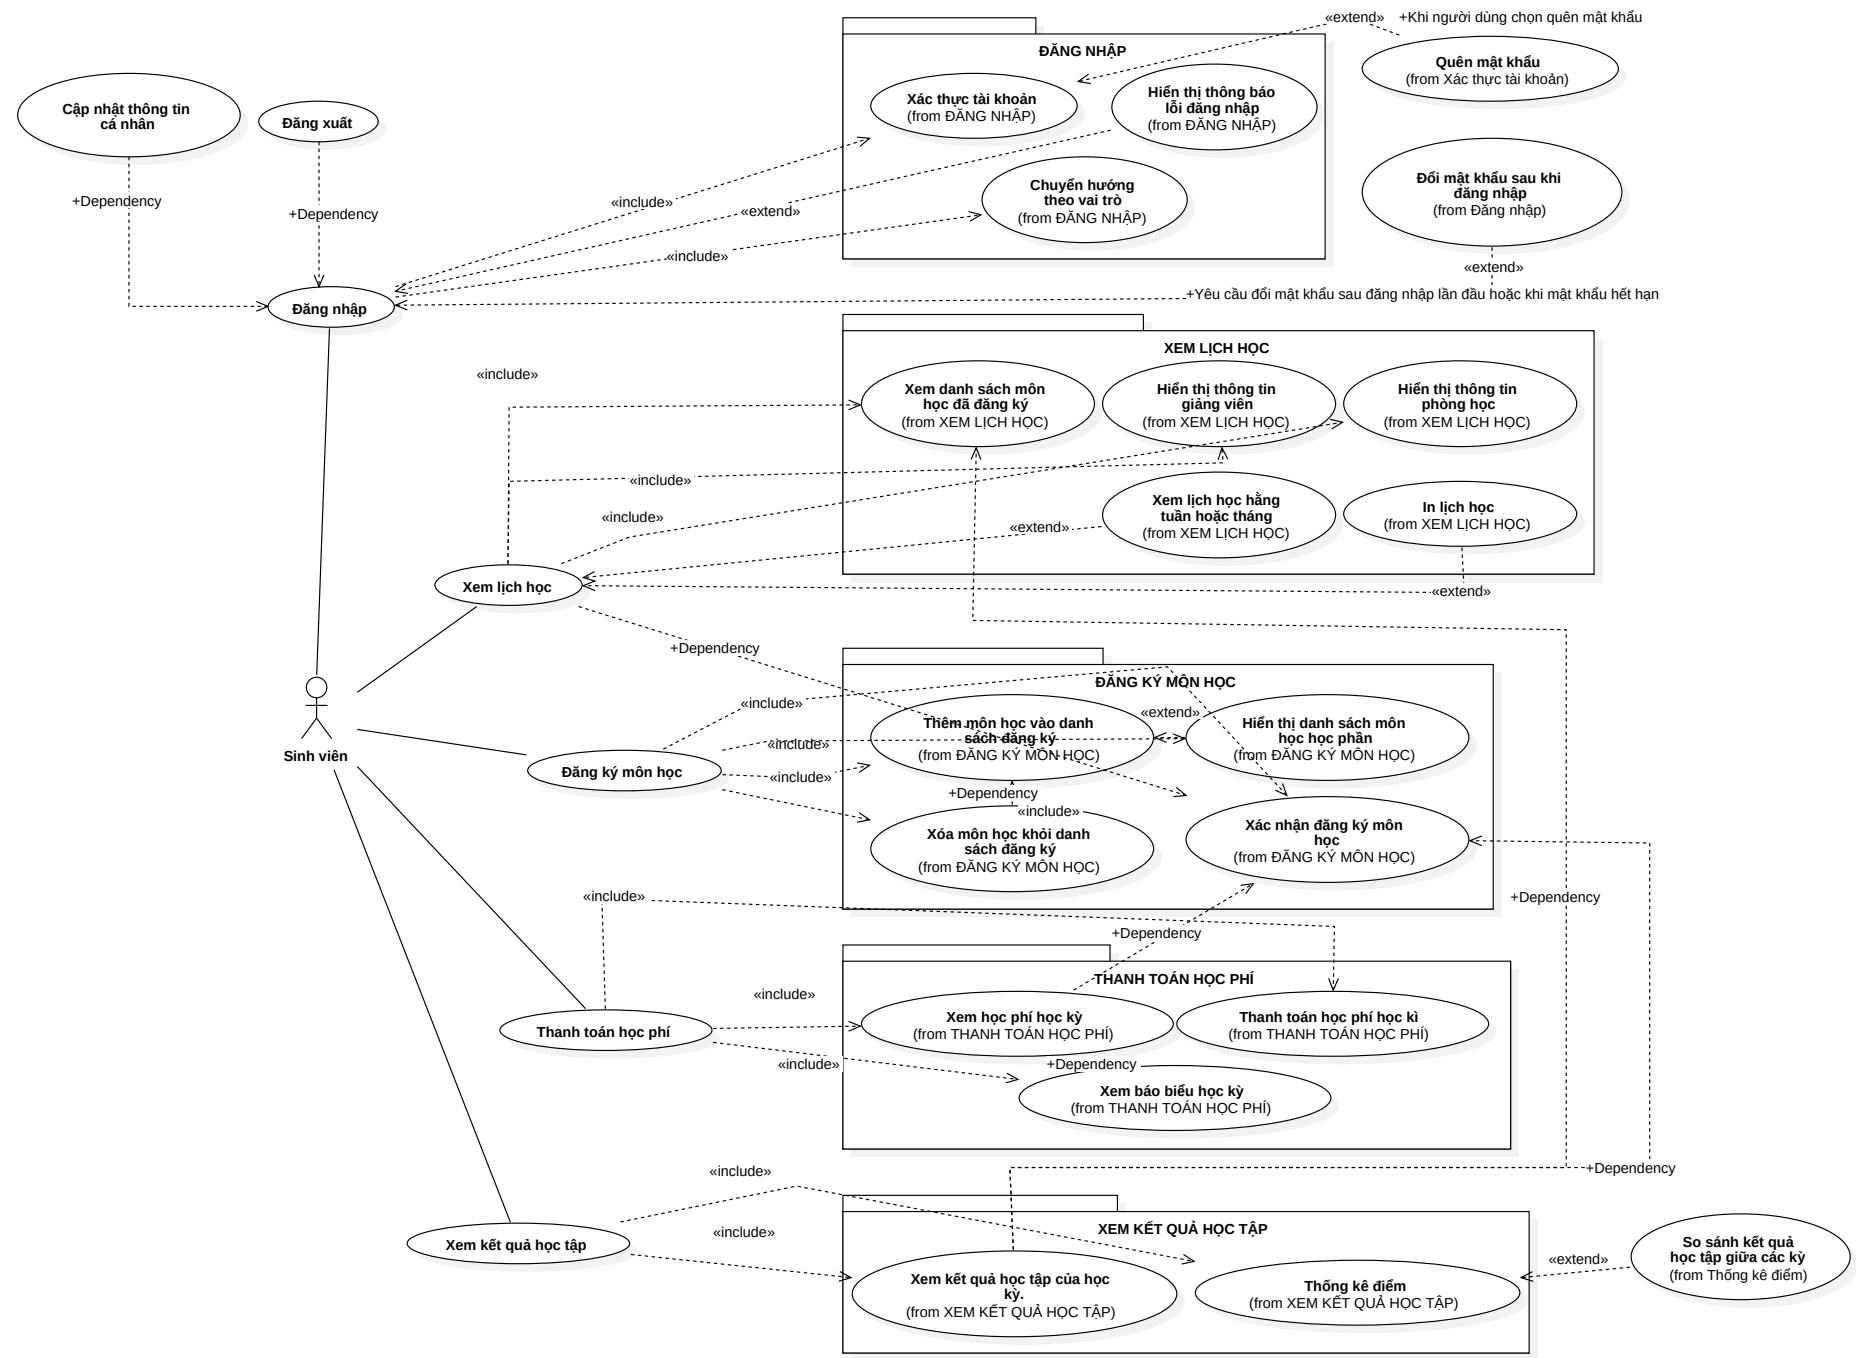 «extend»
+Khi người dùng chọn quên mật khẩu
ĐĂNG NHẬP
Quên mật khẩu
(from Xác thực tài khoản)
Cập nhật thông tin
cá nhân
Đăng xuất
Xác thực tài khoản
(from ĐĂNG NHẬP)
Hiển thị thông báo
lỗi đăng nhập
(from ĐĂNG NHẬP)
Chuyển hướng
theo vai trò
(from ĐĂNG NHẬP)
Đổi mật khẩu sau khi
đăng nhập
(from Đăng nhập)
+Dependency
+Dependency
«include»
«extend»
«include»
«extend»
+Yêu cầu đổi mật khẩu sau đăng nhập lần đầu hoặc khi mật khẩu hết hạn
Đăng nhập
XEM LỊCH HỌC
«include»
Xem danh sách môn
học đã đăng ký
(from XEM LỊCH HỌC)
Hiển thị thông tin
giảng viên
(from XEM LỊCH HỌC)
Hiển thị thông tin
phòng học
(from XEM LỊCH HỌC)
«include»
«include»
«extend»
Xem lịch học hằng
tuần hoặc tháng
(from XEM LỊCH HỌC)
In lịch học
(from XEM LỊCH HỌC)
Xem lịch học
«extend»
+Dependency
ĐĂNG KÝ MÔN HỌC
«include»
«extend»
Thêm môn học vào danh
sách đăng ký
(from ĐĂNG KÝ MÔN HỌC)
Hiển thị danh sách môn
học học phần
(from ĐĂNG KÝ MÔN HỌC)
«include»
Sinh viên
Đăng ký môn học
«include»
+Dependency
«include»
Xóa môn học khỏi danh
sách đăng ký
(from ĐĂNG KÝ MÔN HỌC)
Xác nhận đăng ký môn
học
(from ĐĂNG KÝ MÔN HỌC)
«include»
+Dependency
+Dependency
THANH TOÁN HỌC PHÍ
«include»
Xem học phí học kỳ
(from THANH TOÁN HỌC PHÍ)
Thanh toán học phí học kì
(from THANH TOÁN HỌC PHÍ)
Thanh toán học phí
«include»
+Dependency
Xem báo biểu học kỳ
(from THANH TOÁN HỌC PHÍ)
«include»
+Dependency
XEM KẾT QUẢ HỌC TẬP
«include»
Xem kết quả học tập
Xem kết quả học tập của học
kỳ.
(from XEM KẾT QUẢ HỌC TẬP)
Thống kê điểm
(from XEM KẾT QUẢ HỌC TẬP)
«extend»
So sánh kết quả
học tập giữa các kỳ
(from Thống kê điểm)